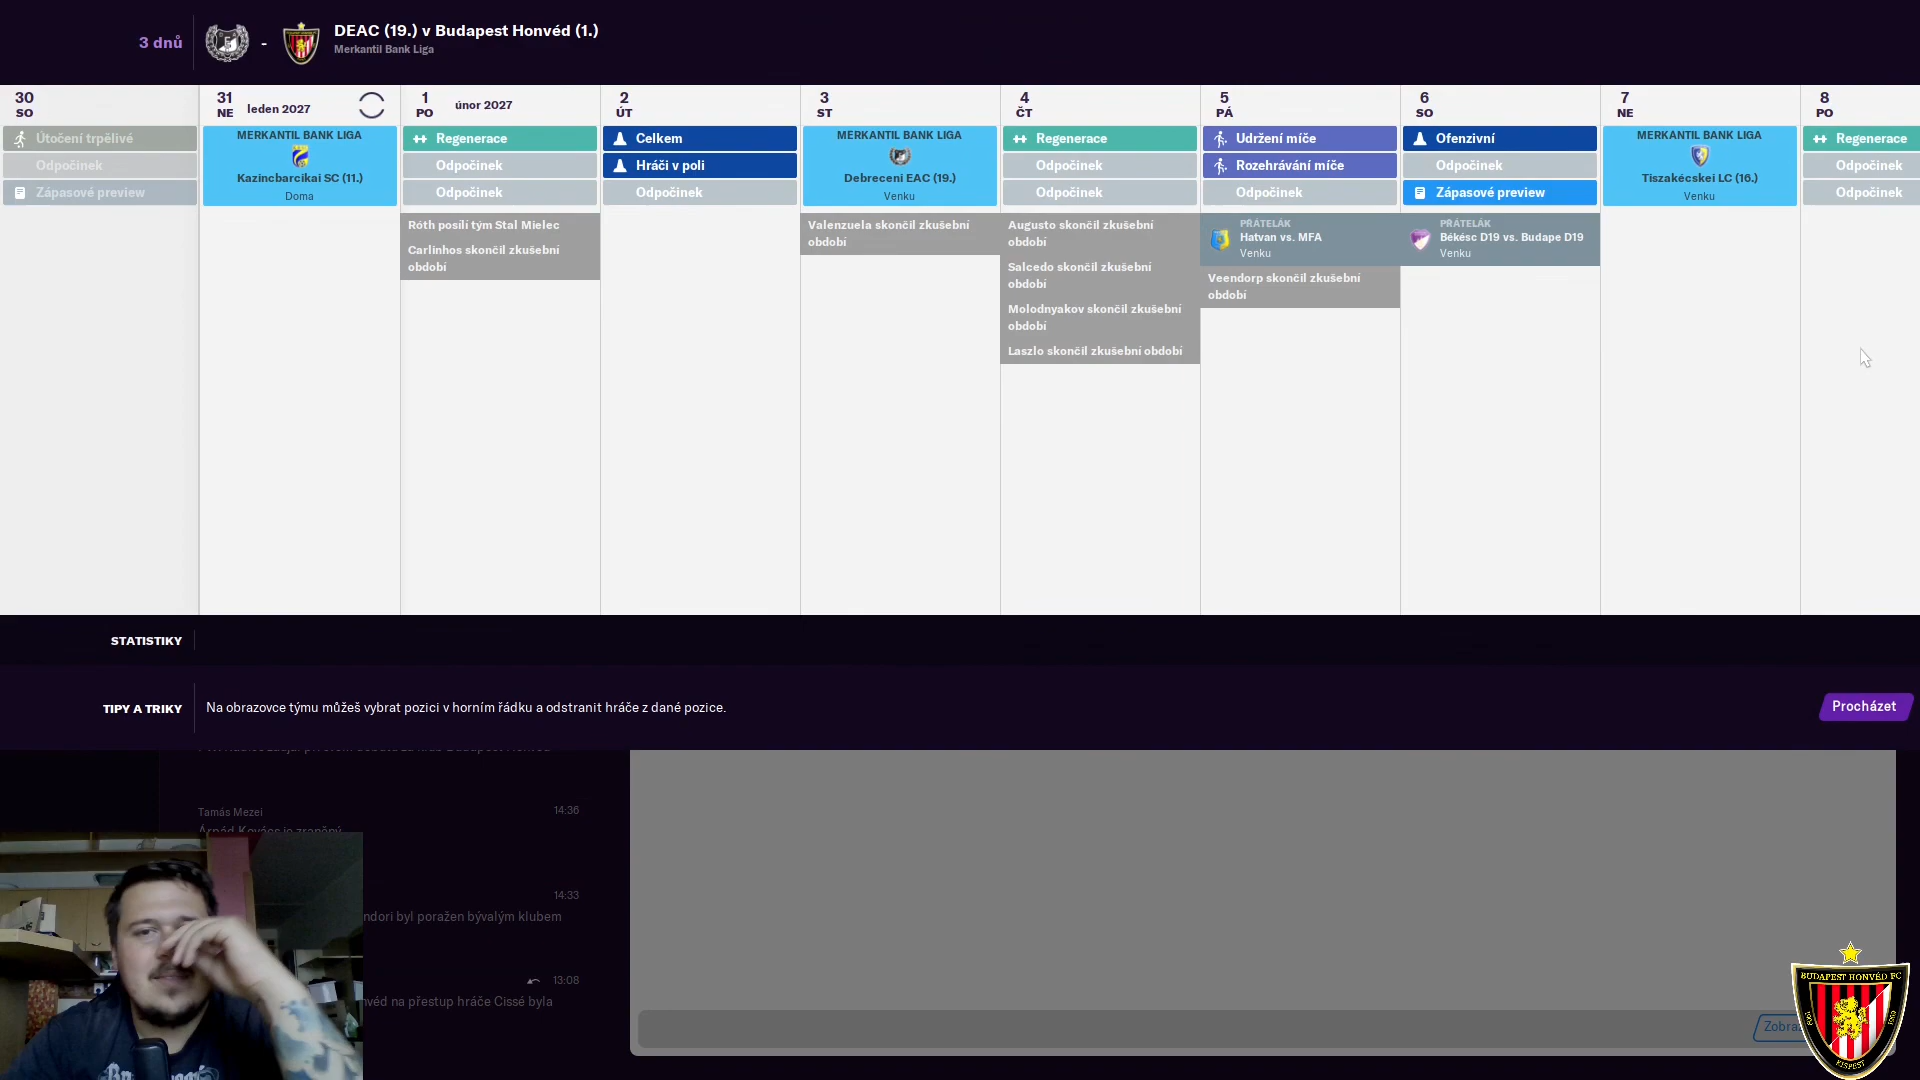 3 dnů
-
DEAC (19.) v Budapest Honvéd (1.)
Merkantil Bank Liga
30
SO
Útočení trpělivé
Odpočinek
Zápasové preview
31
NE
leden 2027
MERKANTIL BANK LIGA
Kazincbarcikai SC (11.)
Doma
1
PO
únor 2027
Regenerace
Odpočinek
Odpočinek
Róth posílí tým Stal Mielec
Carlinhos skončil zkušební
období
2
ÚT
Celkem
Hráči v poli
Odpočinek
3
ST
MERKANTIL BANK LIGA
Debreceni EAC (19.)
Venku
Valenzuela skončil zkušební
období
4
ČT
Regenerace
Odpočinek
Odpočinek
Augusto skončil zkušební
období
Salcedo skončil zkušební
období
Molodnyakov skončil zkušební
období
Laszlo skončil zkušební období
5
PÁ
Udržení míče
Rozehrávání míče
Odpočinek
PŘÁTELÁK
Hatvan vs. MFA
Venku
Veendorp skončil zkušební
období
6
SO
Ofenzivní
Odpočinek
Zápasové preview
PŘÁTELÁK
Békésc D19 vs. Budape D19
Venku
7
NE
MERKANTIL BANK LIGA
Tiszakécskei LC (16.)
Venku
8
PO
Regenerace
Odpočinek
Odpočinek
STATISTIKY
TIPY A TRIKY
Na obrazovce týmu můžeš vybrat pozici v horním řádku a odstranit hráče z dané pozice.
Procházet
Tamás Mezei
14:36
Árpád Kovács je zraněný
14:33
ndori byl poražen bývalým klubem
13:08
nvéd na přestup hráče Cissé byla
Zobra
BUDAPEST HONVÉD FC
KISPEST